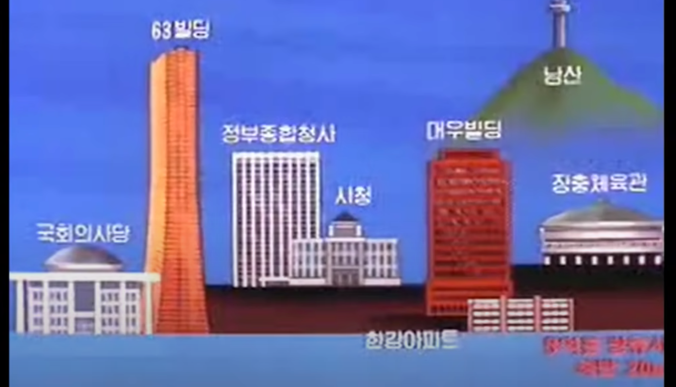 63빌딩
남산
정부종합청사
대우빌딩
시청
장충체육관
국회의사당
한강아파트